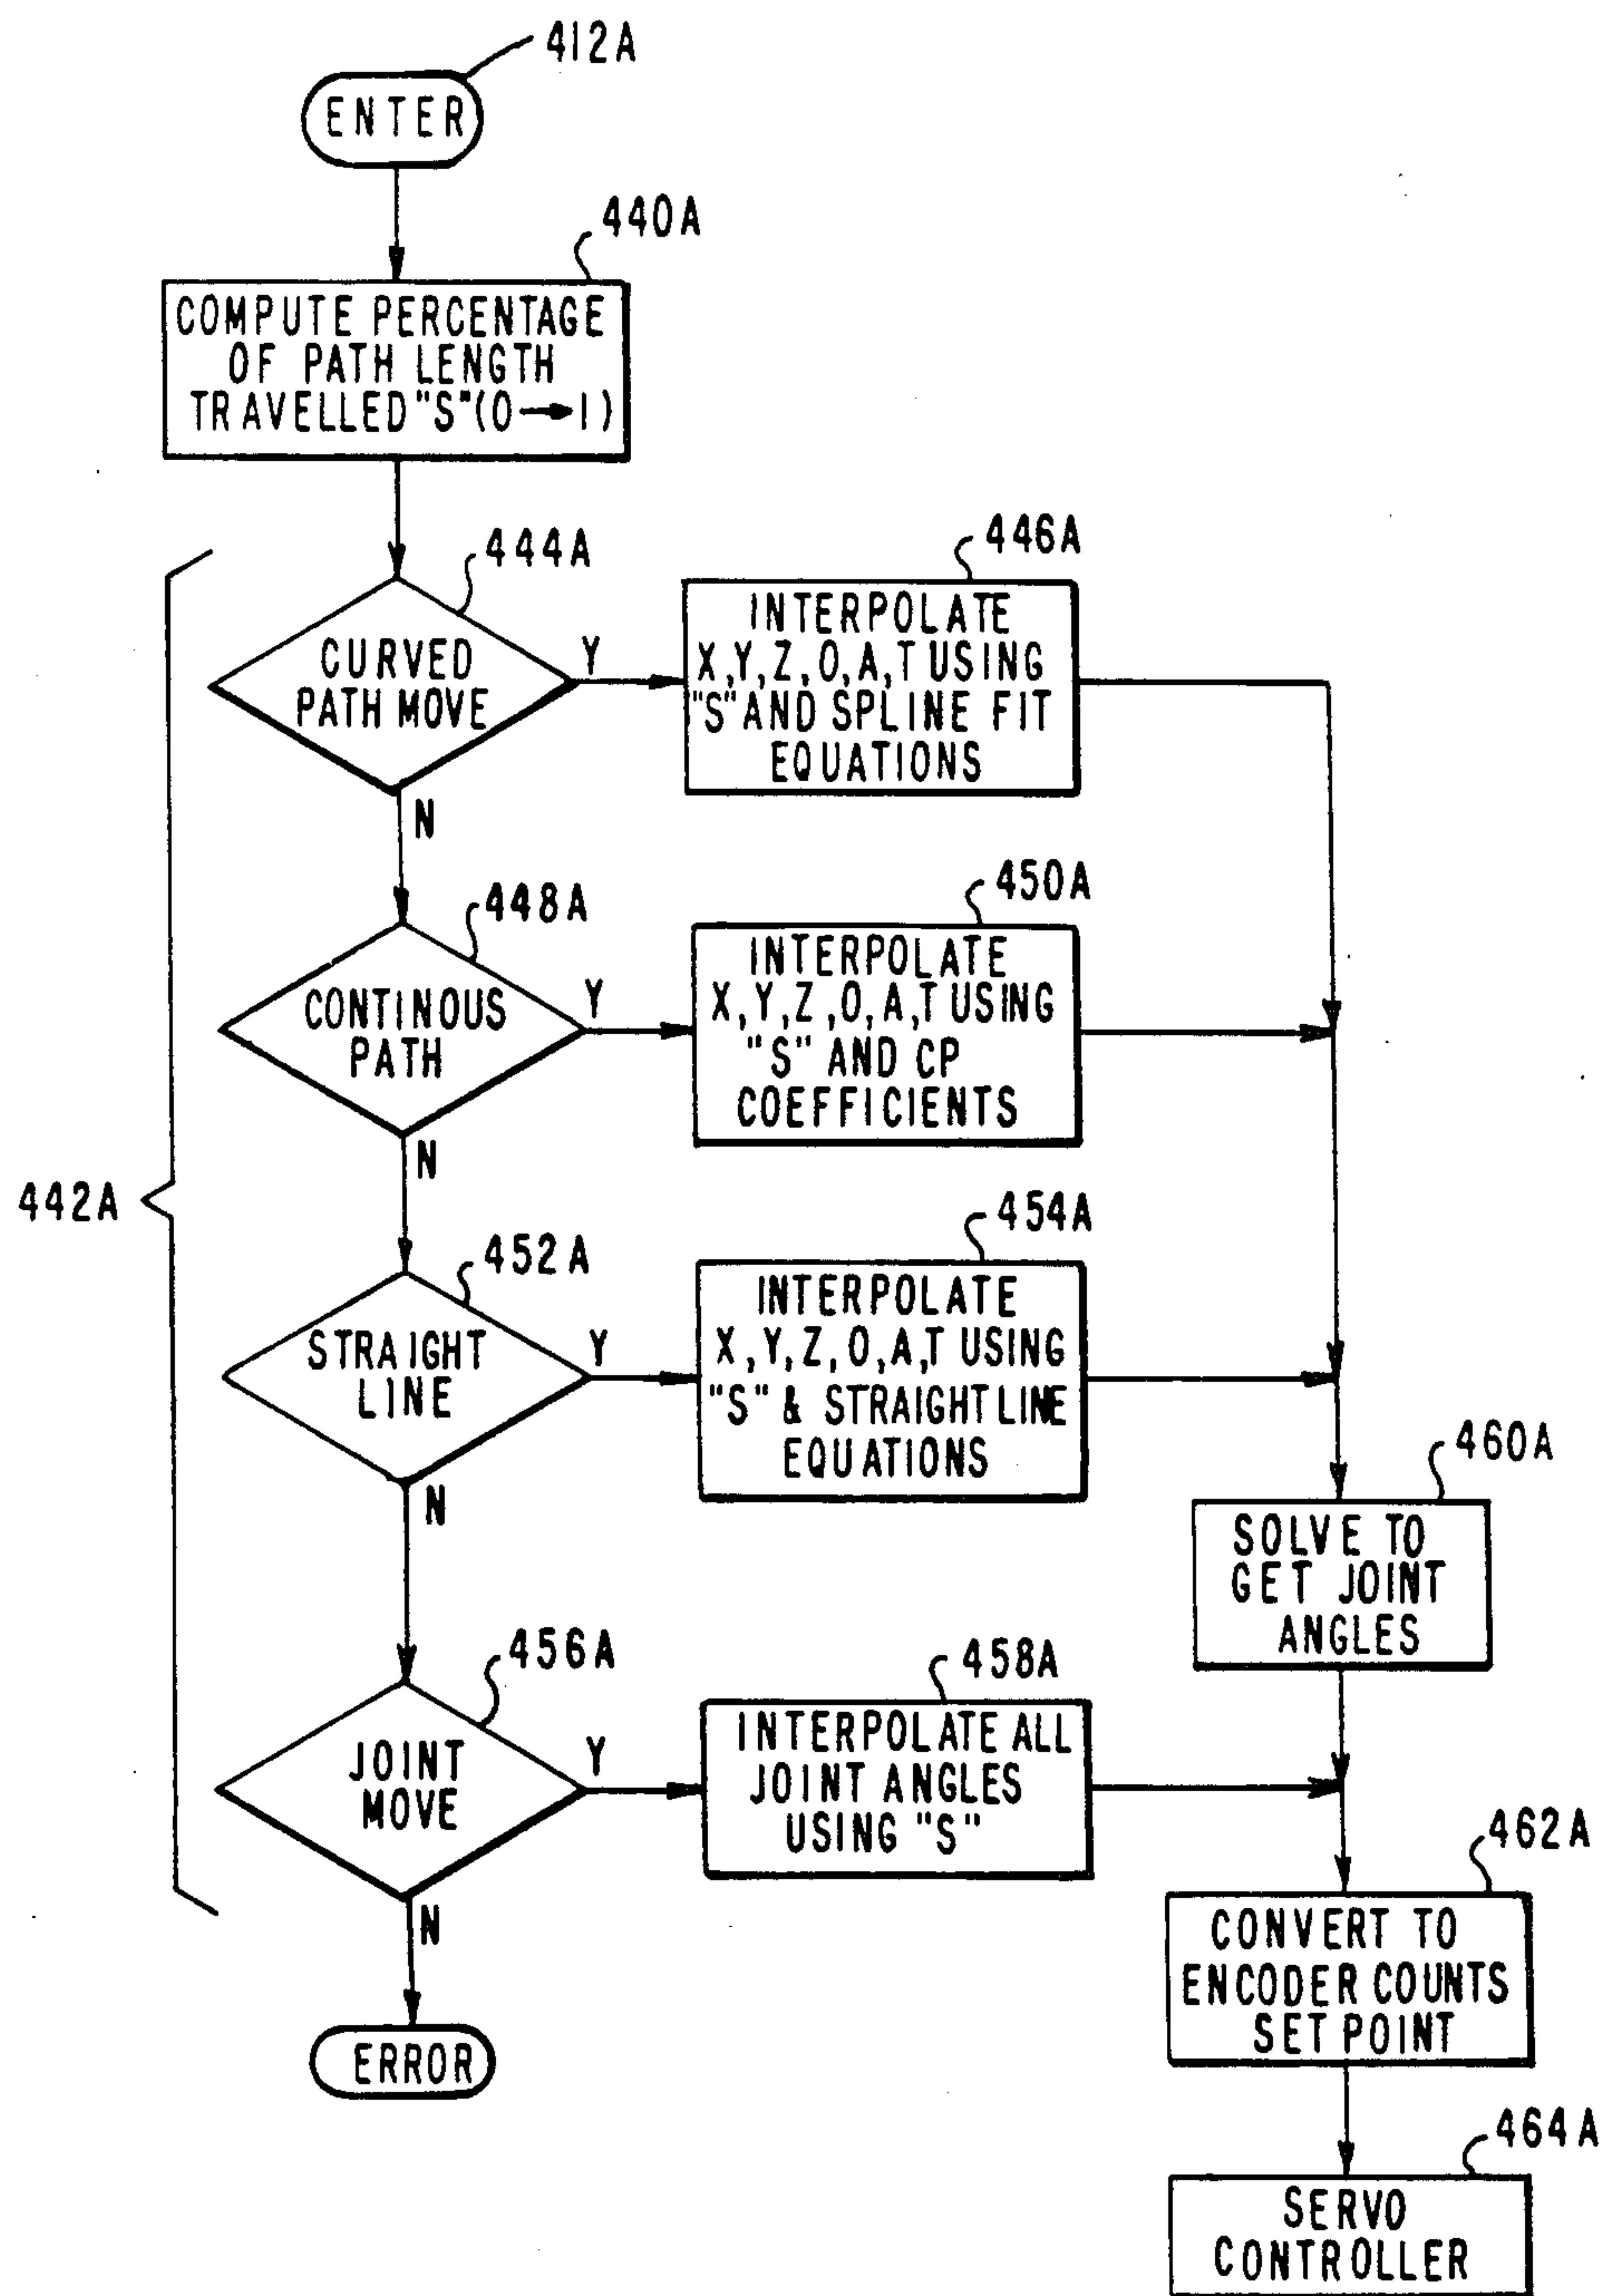 412A
ENTER
440A
COMPUTE PERCENTAGE
OF PATH LENGTH
TRAVELLED "S"(0→1)
444A
CURVED
PATH MOVE
Y
N
446A
INTERPOLATE
X,Y,Z,O,A,T USING
"S" AND SPLINE FIT
EQUATIONS
448A
CONTINOUS
PATH
Y
N
450A
INTERPOLATE
X,Y,Z,O,A,T USING
"S" AND CP
COEFFICIENTS
442A
452A
STRAIGHT
LINE
Y
N
454A
INTERPOLATE
X,Y,Z,O,A,T USING
"S" & STRAIGHT LINE
EQUATIONS
460A
SOLVE TO
GET JOINT
ANGLES
456A
JOINT
MOVE
Y
N
458A
INTERPOLATE ALL
JOINT ANGLES
USING "S"
462A
CONVERT TO
ENCODER COUNTS
SET POINT
ERROR
464A
SERVO
CONTROLLER